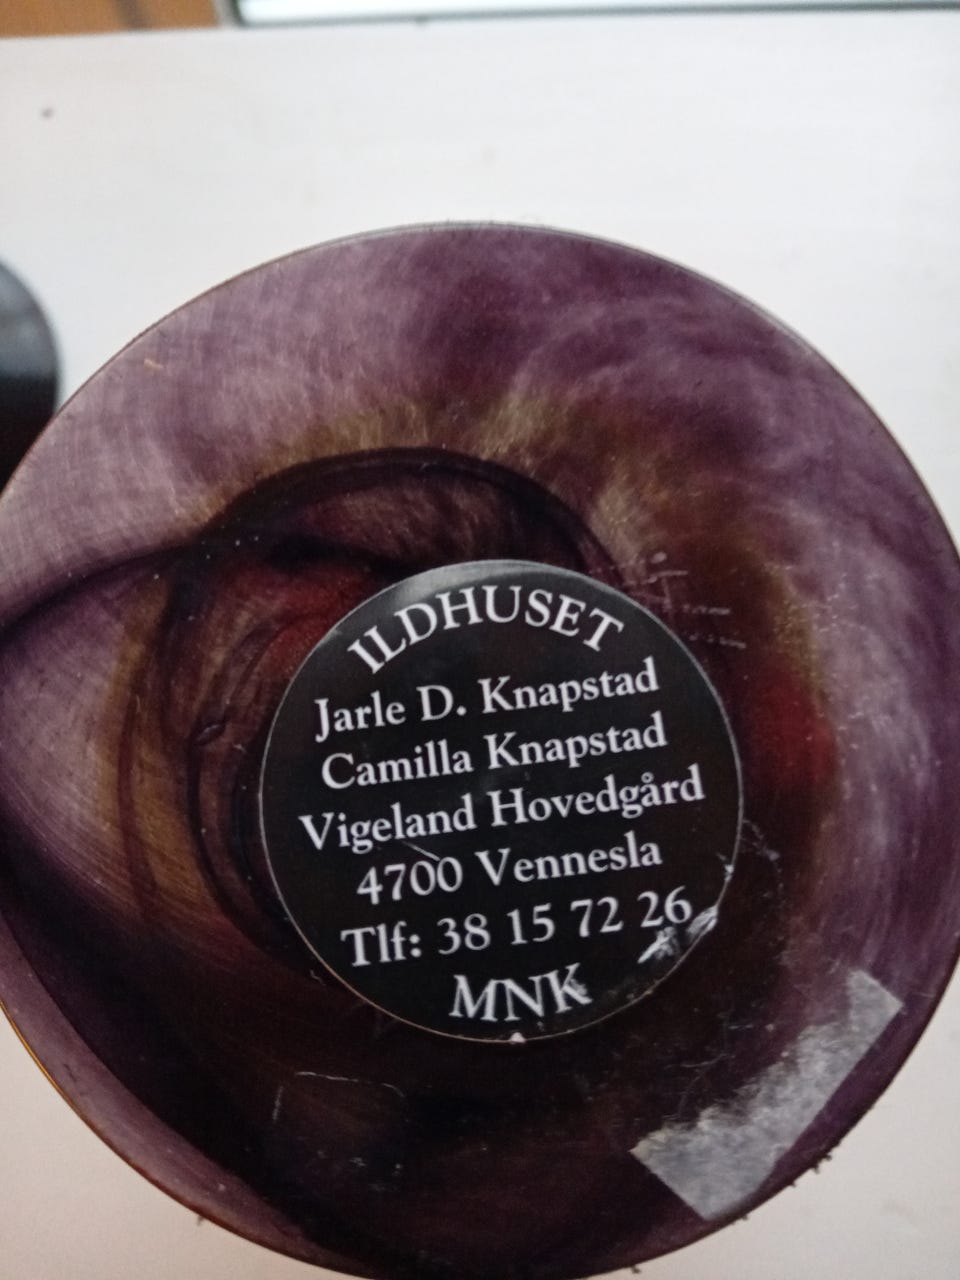 ILDHUSET
Jarle D. Knapstad
Camilla Knapstad
Vigeland Hovedgård
4700 Vennesla
Tlf: 38 15 72 26
MNK